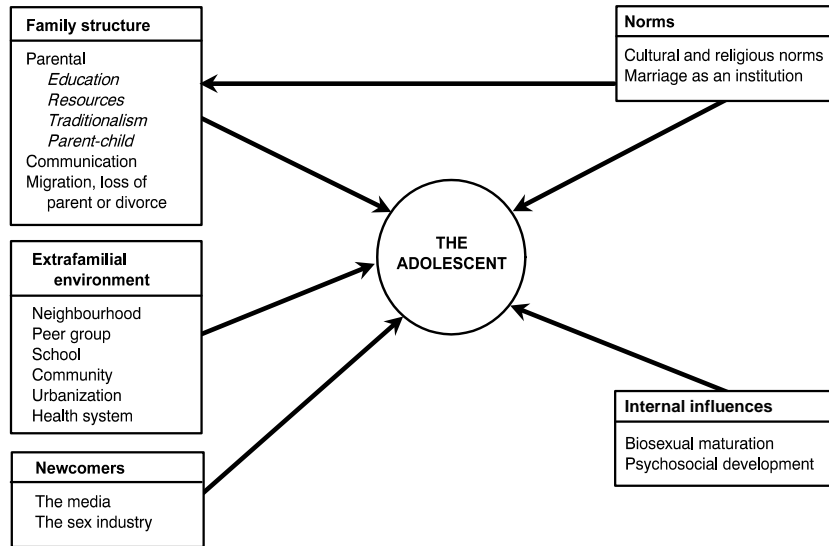 Family structure
Parental
Education
Resources
Traditionalism
Parent-child
Communication
Migration, loss of
parent or divorce
Norms
Cultural and religious norms
Marriage as an institution
THE
ADOLESCENT
Extrafamilial
environment
Neighbourhood
Peer group
School
Community
Urbanization
Health system
Internal influences
Biosexual maturation
Psychosocial development
Newcomers
The media
The sex industry